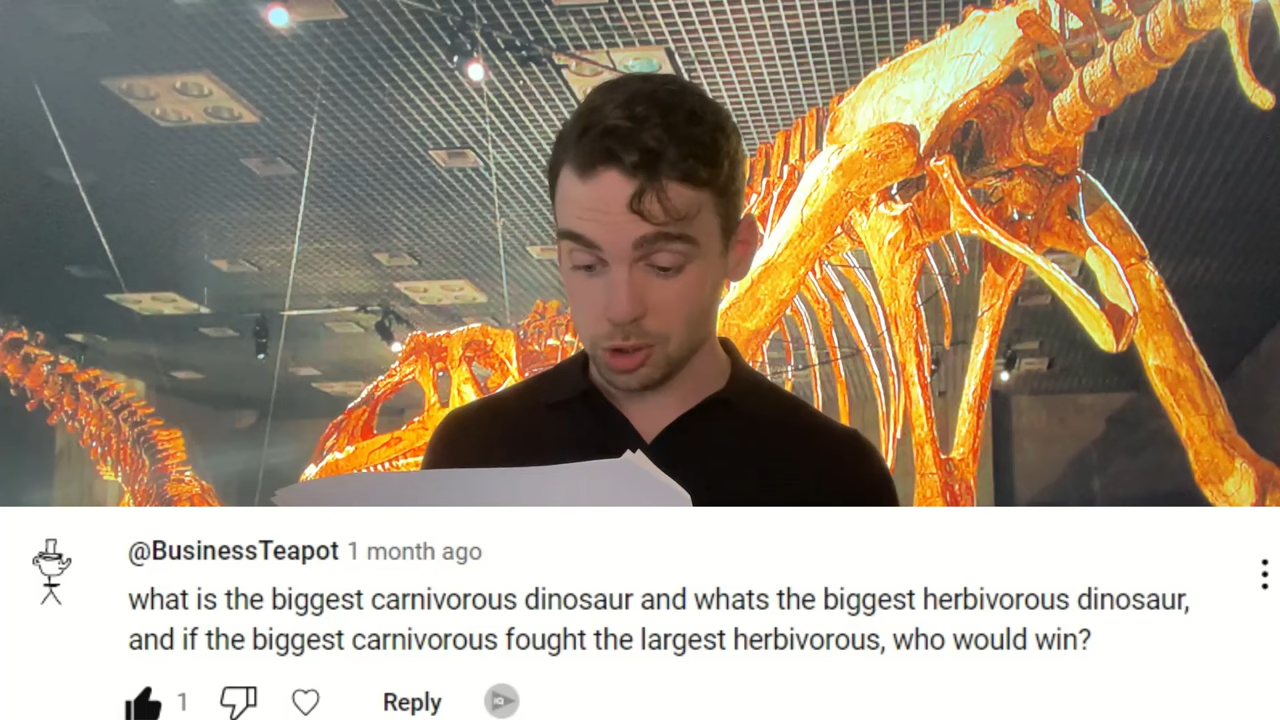 @BusinessTeapot 1 month ago
what is the biggest carnivorous dinosaur and whats the biggest herbivorous dinosaur,
and if the biggest carnivorous fought the largest herbivorous, who would win?
1 Reply